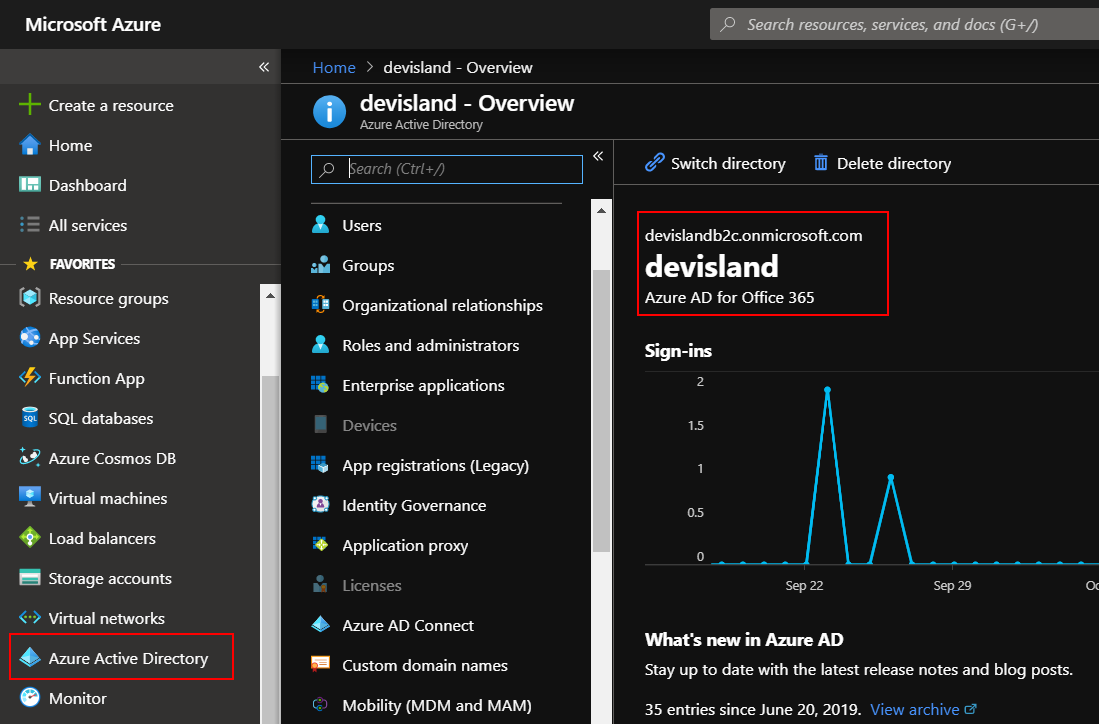 Microsoft Azure
Search resources, services, and docs (G+/)
«
Create a resource
Home
Dashboard
All services
FAVORITES
Resource groups
App Services
Function App
SQL databases
Azure Cosmos DB
Virtual machines
Load balancers
Storage accounts
Virtual networks
Azure Active Directory
Monitor
Home > devisland - Overview
devisland - Overview
Azure Active Directory
Search (Ctrl+/)
«
Users
Groups
Organizational relationships
Roles and administrators
Enterprise applications
Devices
App registrations (Legacy)
Identity Governance
Application proxy
Licenses
Azure AD Connect
Custom domain names
Mobility (MDM and MAM)
Switch directory
Delete directory
devislandb2c.onmicrosoft.com
devisland
Azure AD for Office 365
Sign-ins
2
1.5
1
0.5
0
Sep 22
Sep 29
What's new in Azure AD
Stay up to date with the latest release notes and blog posts.
35 entries since June 20, 2019. View archive